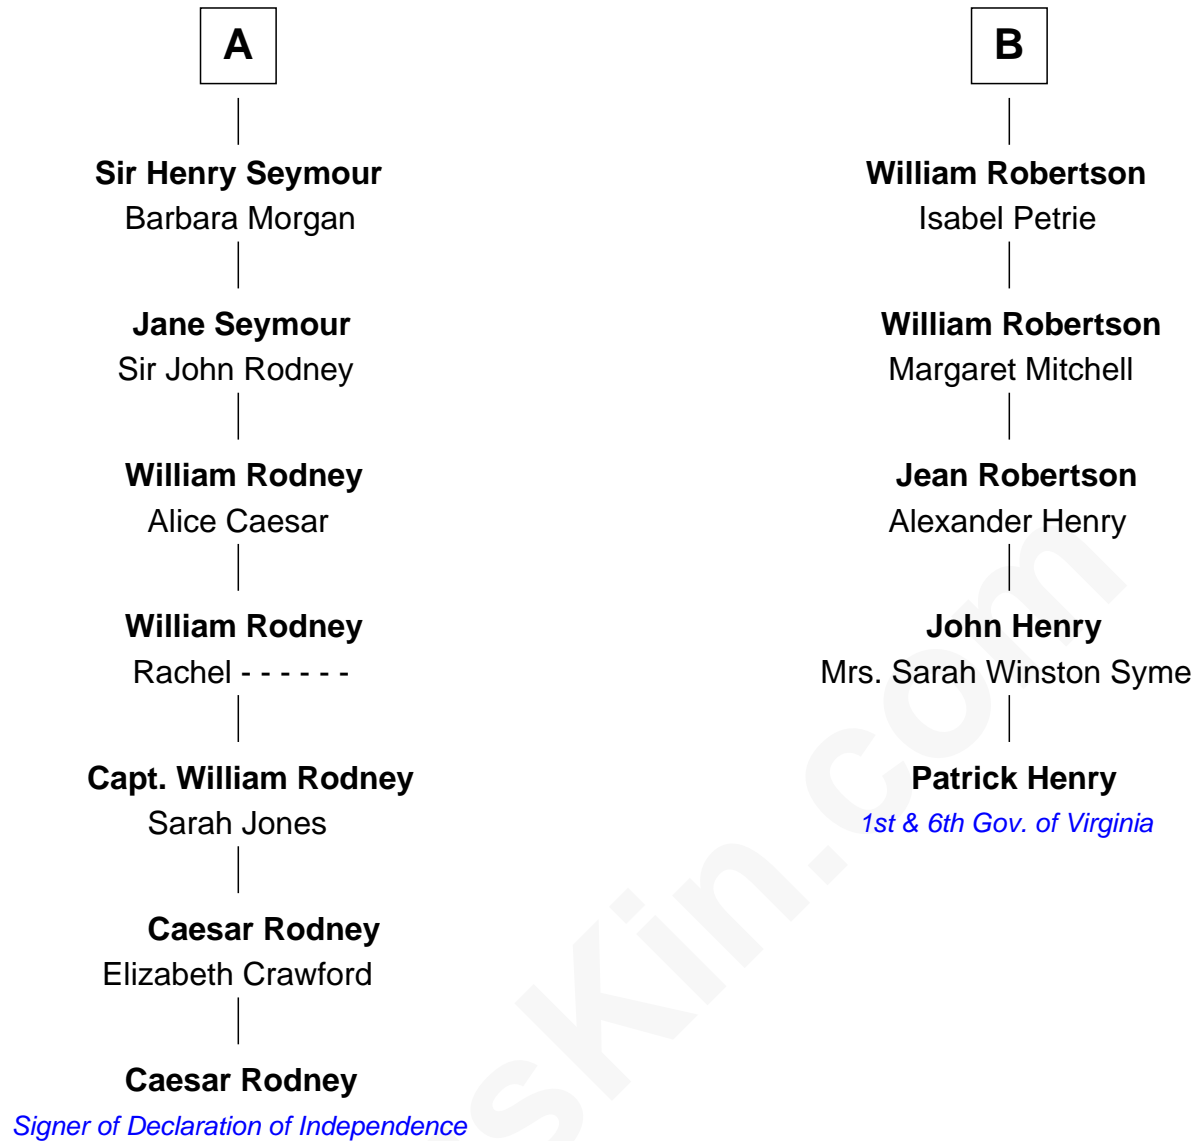 A
Sir Henry Seymour
Barbara Morgan
Jane Seymour
Sir John Rodney
William Rodney
Alice Caesar
William Rodney
Rachel - - - - - -
Capt. William Rodney
Sarah Jones
Caesar Rodney
Elizabeth Crawford
Caesar Rodney
Signer of Declaration of Independence
B
William Robertson
Isabel Petrie
William Robertson
Margaret Mitchell
Jean Robertson
Alexander Henry
John Henry
Mrs. Sarah Winston Syme
Patrick Henry
1st & 6th Gov. of Virginia
sKin.com